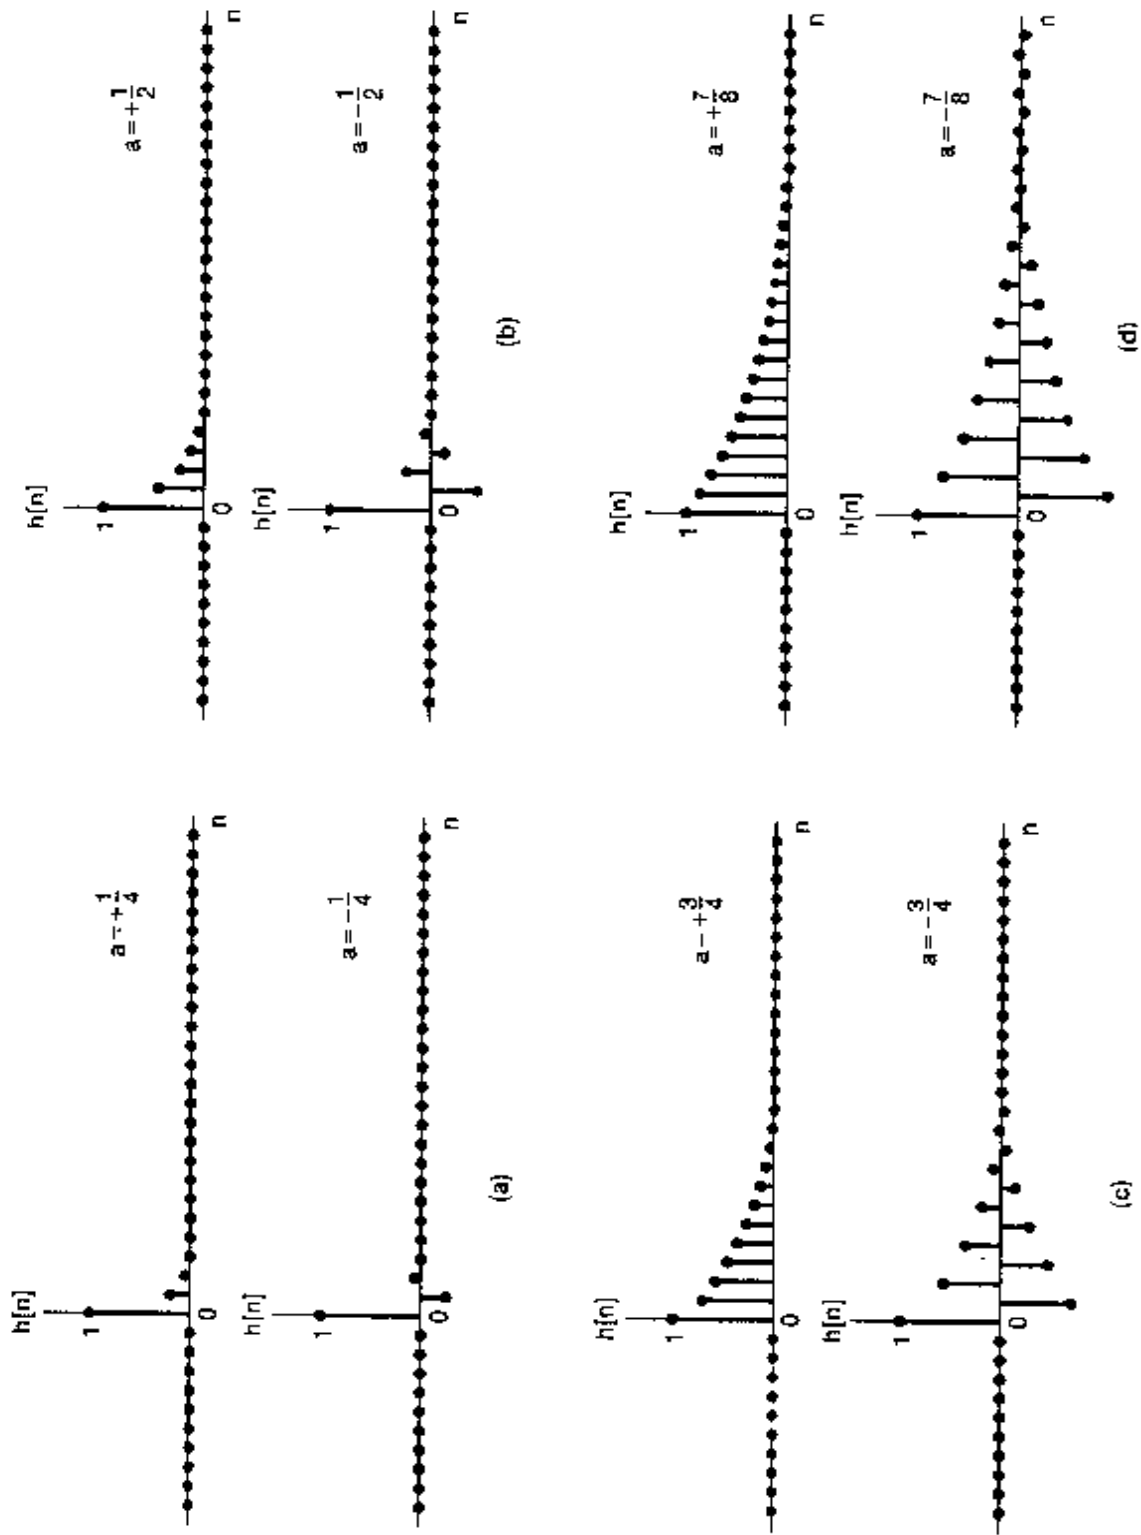 h[n]
1
0
n
a = +1/4
h[n]
1
0
n
a = -1/4
(a)
h[n]
1
0
n
a = +1/2
h[n]
1
0
n
a = -1/2
(b)
h[n]
1
0
n
a - +3/4
h[n]
1
0
n
a = -3/4
(c)
h[n]
1
0
n
a = +7/8
h[n]
1
0
n
a = -7/8
(d)